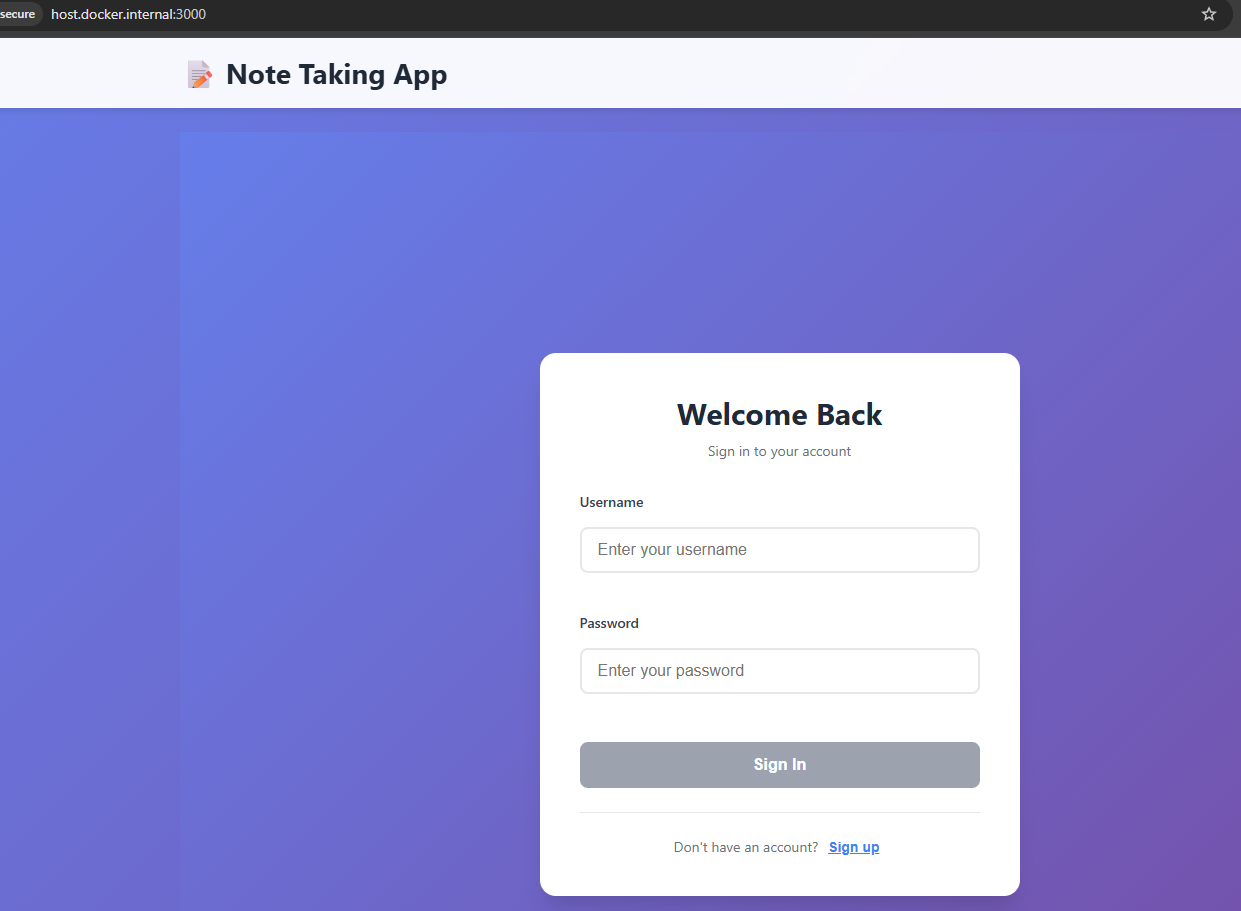 secure host.docker.internal:3000
Note Taking App
Welcome Back
Sign in to your account
Username
Enter your username
Password
Enter your password
Sign In
Don't have an account? Sign up